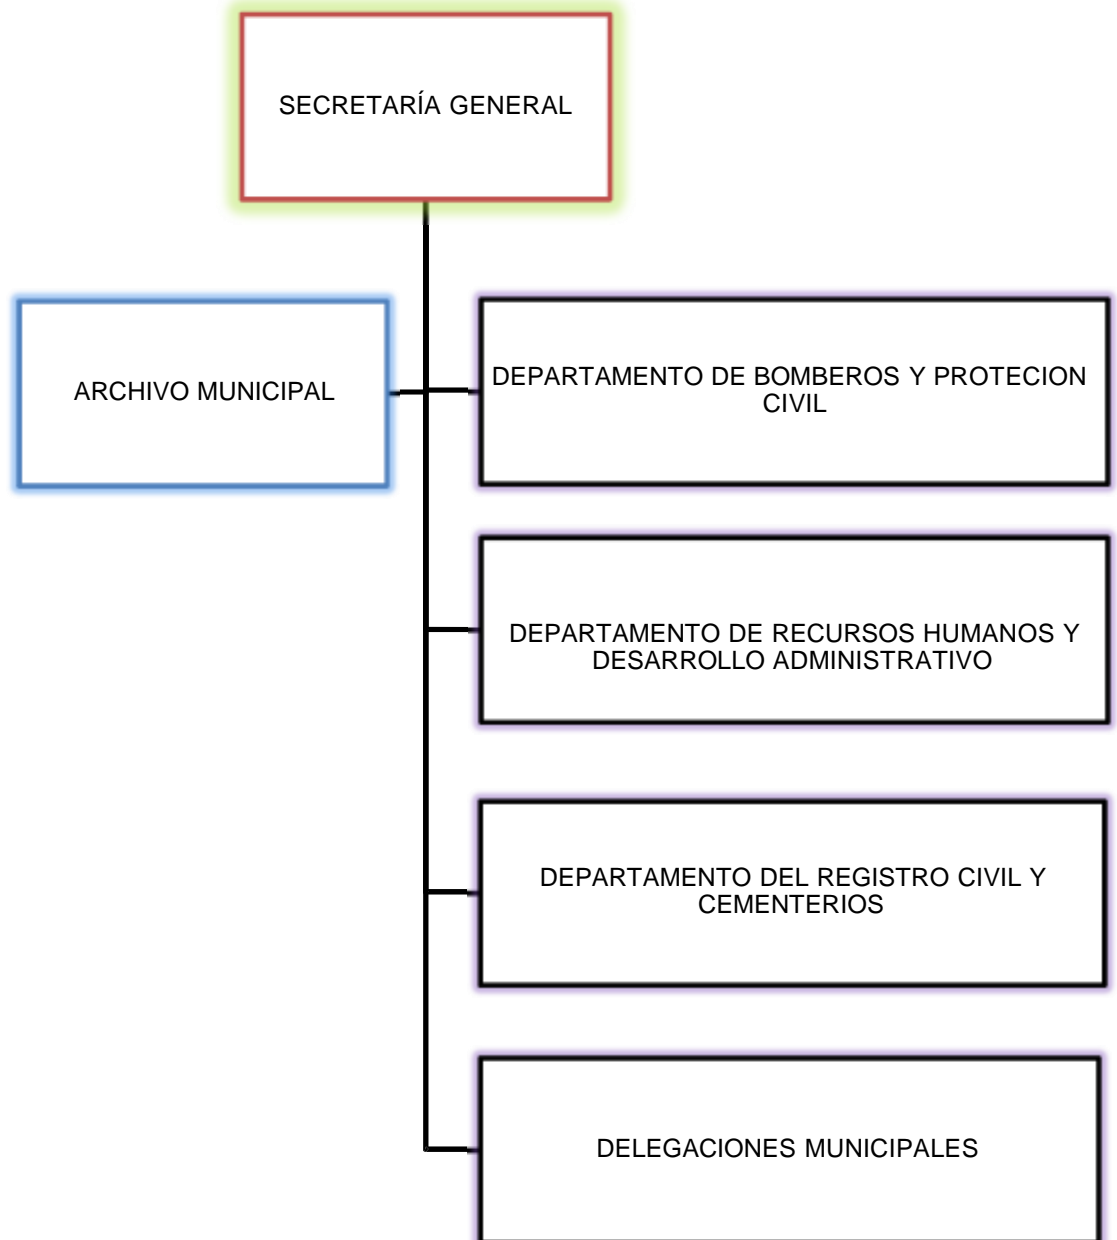 SECRETARÍA GENERAL
ARCHIVO MUNICIPAL
DEPARTAMENTO DE BOMBEROS Y PROTECION
CIVIL
DEPARTAMENTO DE RECURSOS HUMANOS Y
DESARROLLO ADMINISTRATIVO
DEPARTAMENTO DEL REGISTRO CIVIL Y
CEMENTERIOS
DELEGACIONES MUNICIPALES